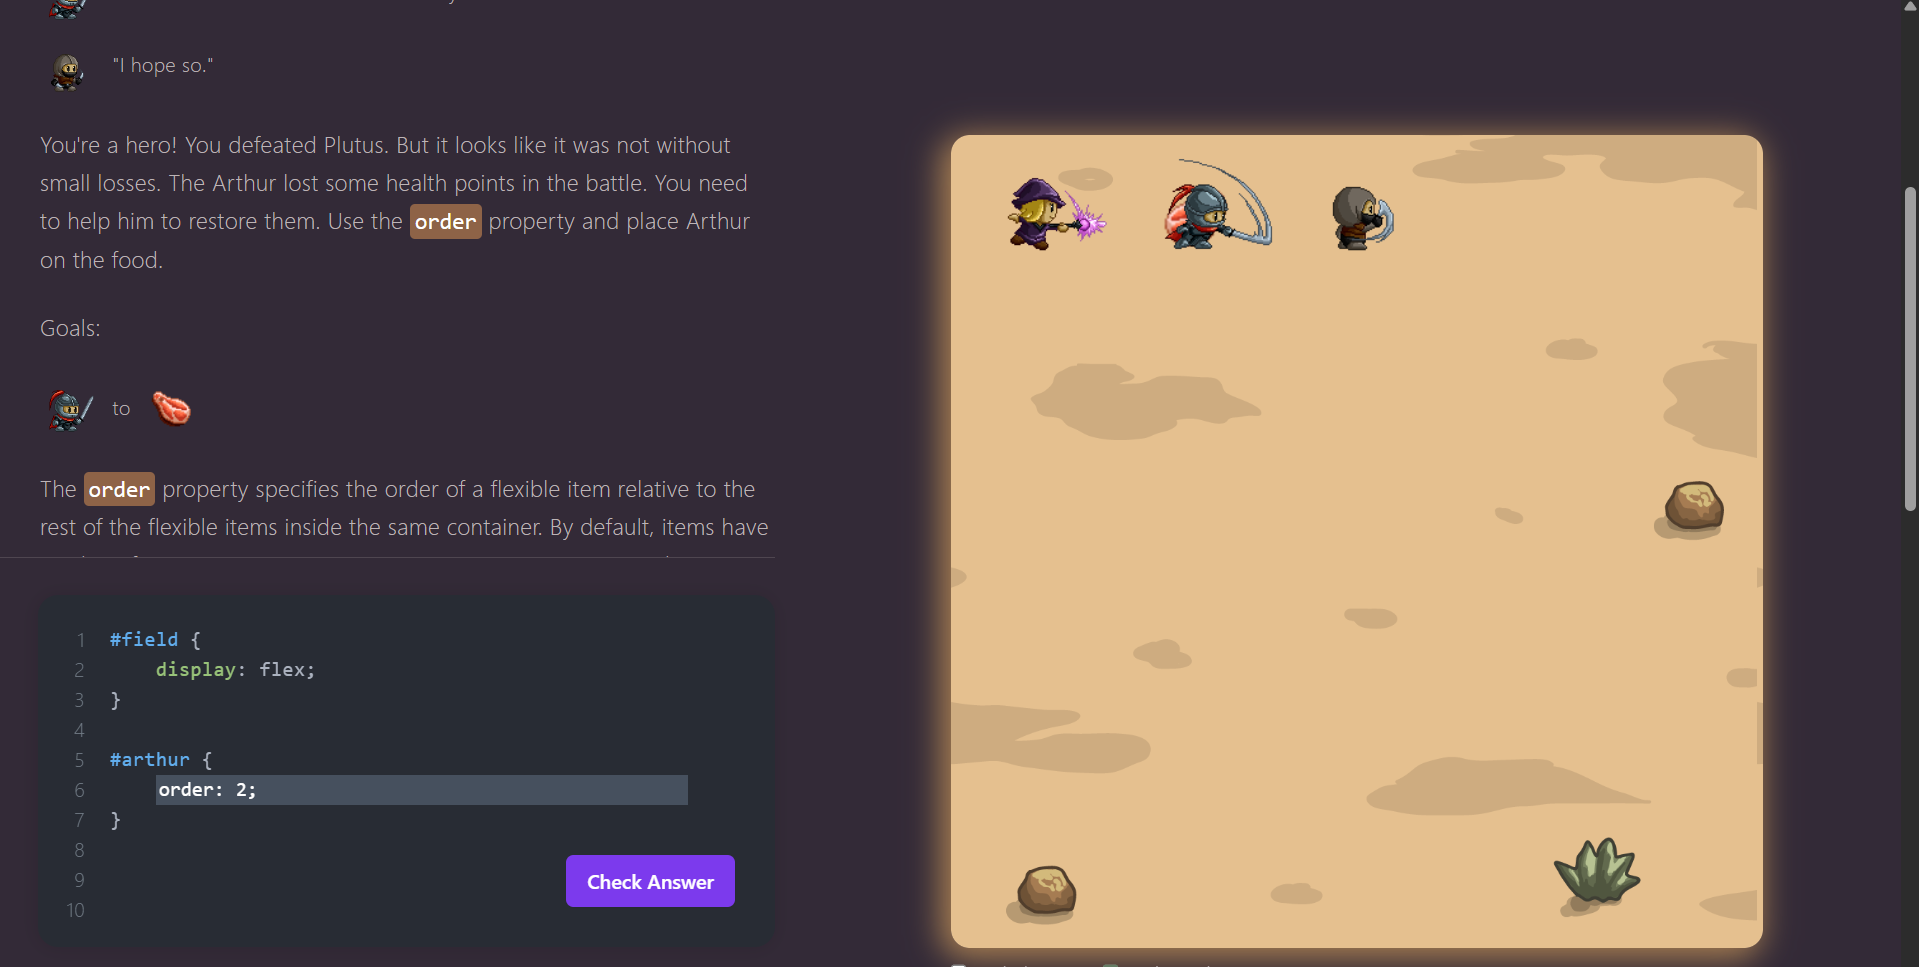 "I hope so."
You're a hero! You defeated Plutus. But it looks like it was not without
small losses. The Arthur lost some health points in the battle. You need
to help him to restore them. Use the order property and place Arthur
on the food.
Goals:
to
The order property specifies the order of a flexible item relative to the
rest of the flexible items inside the same container. By default, items have
1 #field {
2 display: flex;
3 }
4
5 #arthur {
6 order: 2;
7 }
8
9
10
Check Answer